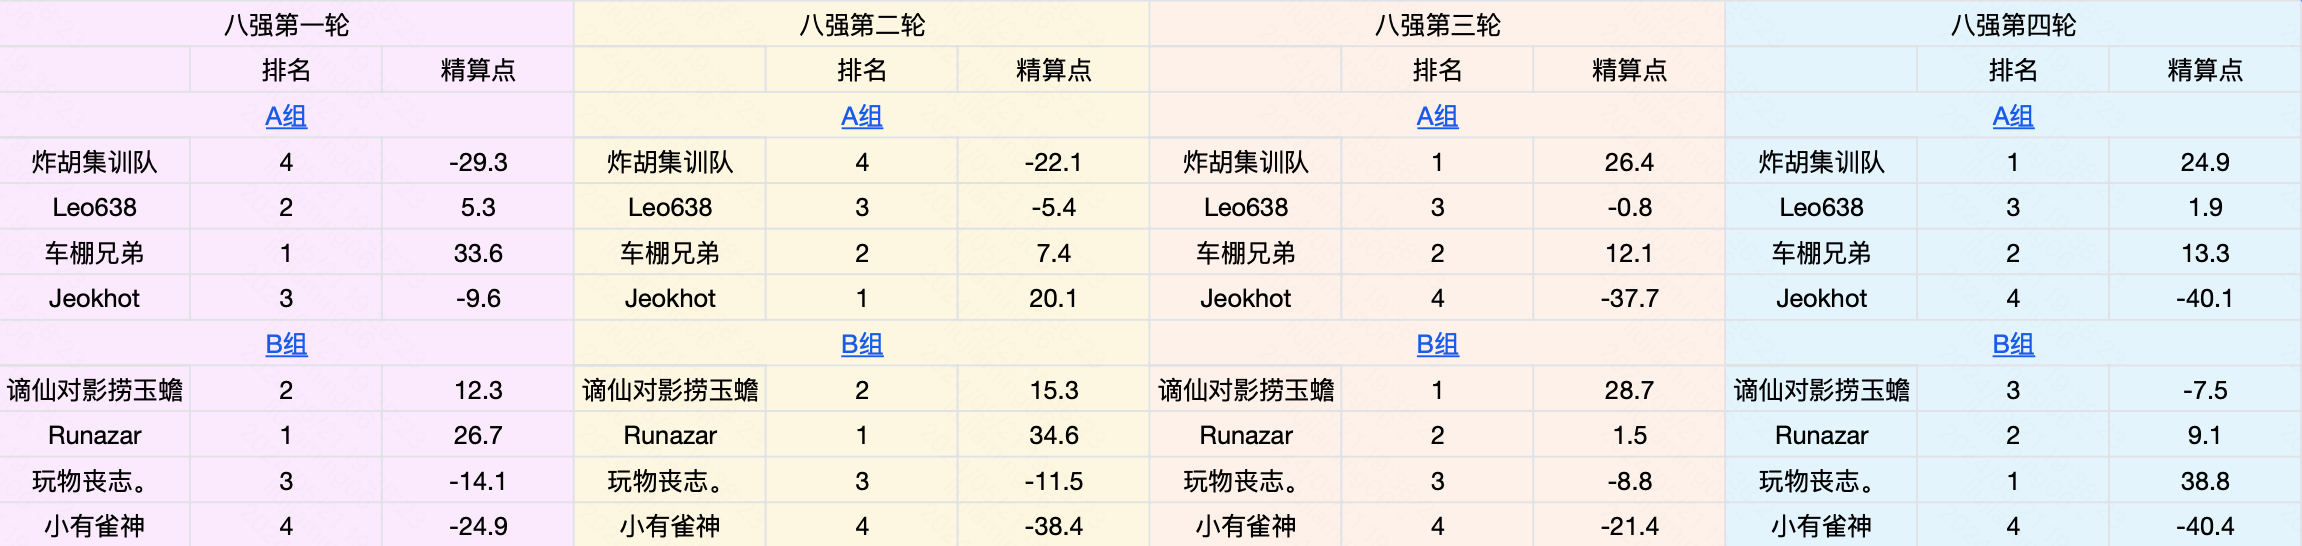 八强第一轮 八强第二轮 八强第三轮 八强第四轮
排名 精算点 排名 精算点 排名 精算点 排名 精算点
A组 A组 A组 A组
炸胡集训队 4 -29.3 炸胡集训队 4 -22.1 炸胡集训队 1 26.4 炸胡集训队 1 24.9
Leo638 2 5.3 Leo638 3 -5.4 Leo638 3 -0.8 Leo638 3 1.9
车棚兄弟 1 33.6 车棚兄弟 2 7.4 车棚兄弟 2 12.1 车棚兄弟 2 13.3
Jeokhot 3 -9.6 Jeokhot 1 20.1 Jeokhot 4 -37.7 Jeokhot 4 -40.1
B组 B组 B组 B组
谪仙对影捞玉蟾 2 12.3 谪仙对影捞玉蟾 2 15.3 谪仙对影捞玉蟾 1 28.7 谪仙对影捞玉蟾 3 -7.5
Runazar 1 26.7 Runazar 1 34.6 Runazar 2 1.5 Runazar 2 9.1
玩物丧志。 3 -14.1 玩物丧志。 3 -11.5 玩物丧志。 3 -8.8 玩物丧志。 1 38.8
小有雀神 4 -24.9 小有雀神 4 -38.4 小有雀神 4 -21.4 小有雀神 4 -40.4